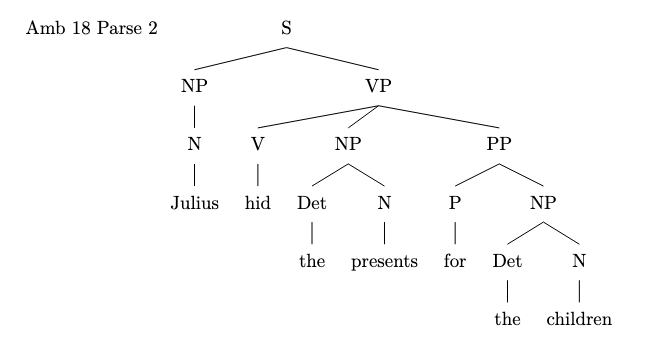 Amb 18 Parse 2 S
NP VP
N V NP PP
Julius hid Det N P NP
the presents for Det N
the children